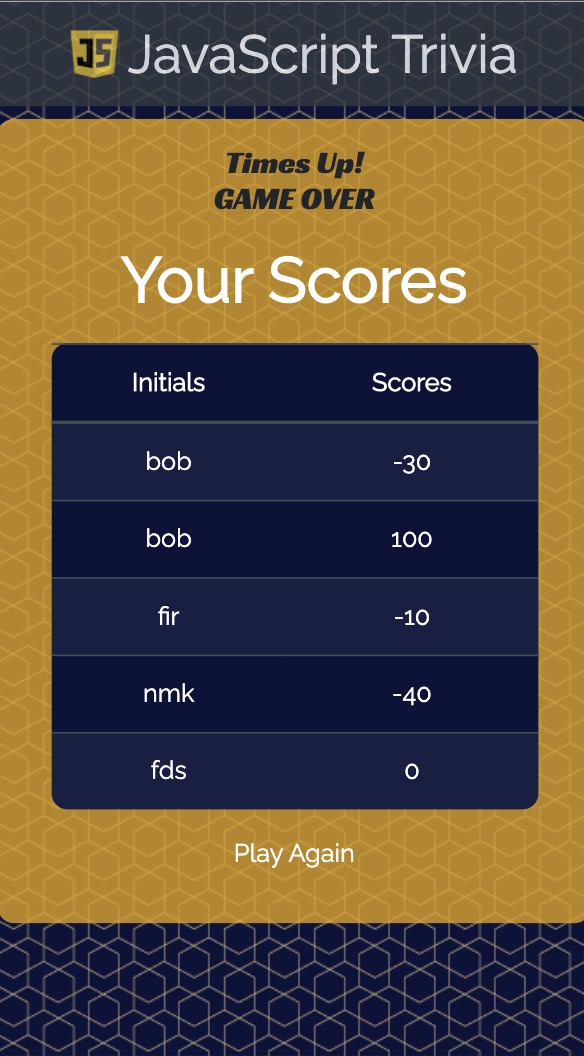 JS JavaScript Trivia
Times Up!
GAME OVER
Your Scores
Initials Scores
bob -30
bob 100
fir -10
nmk -40
fds 0
Play Again